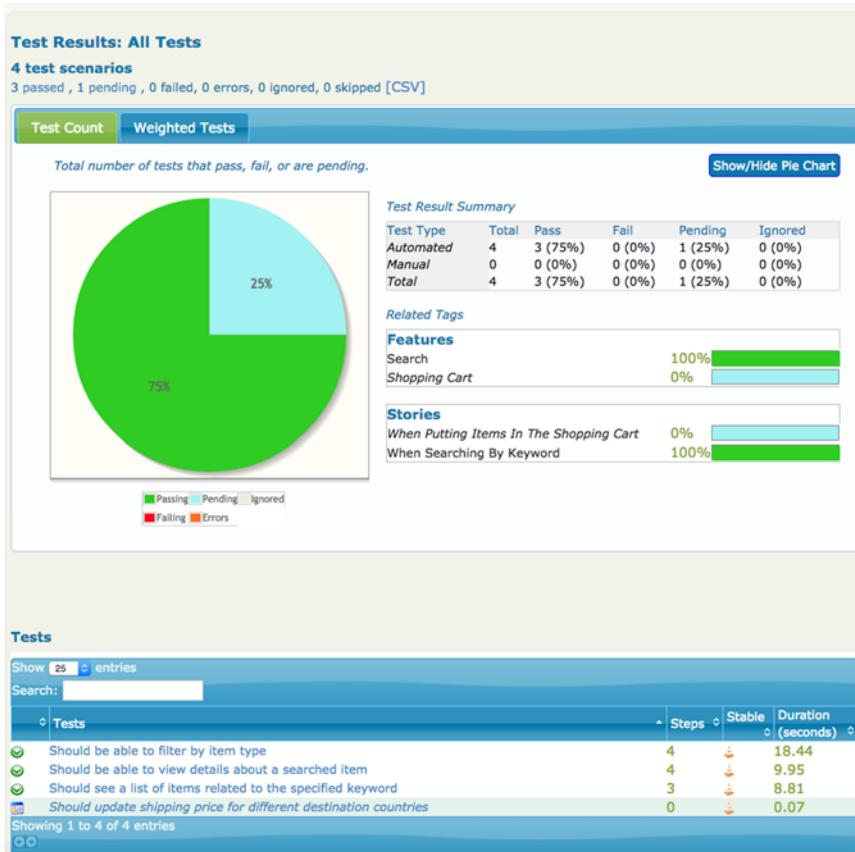 Test Results: All Tests
4 test scenarios
3 passed , 1 pending , 0 failed, 0 errors, 0 ignored, 0 skipped [CSV]
Test Count Weighted Tests
Total number of tests that pass, fail, or are pending.
Show/Hide Pie Chart
25%
75%
Passing Pending Ignored
Failing Errors
Test Result Summary
Test Type Total Pass Fail Pending Ignored
Automated 4 3 (75%) 0 (0%) 1 (25%) 0 (0%)
Manual 0 0 (0%) 0 (0%) 0 (0%) 0 (0%)
Total 4 3 (75%) 0 (0%) 1 (25%) 0 (0%)
Related Tags
Features
Search 100%
Shopping Cart 0%
Stories
When Putting Items In The Shopping Cart 0%
When Searching By Keyword 100%
Tests
Show 25 entries
Search:
Tests Steps Stable Duration (seconds)
Should be able to filter by item type 4 18.44
Should be able to view details about a searched item 4 9.95
Should see a list of items related to the specified keyword 3 8.81
Should update shipping price for different destination countries 0 0.07
Showing 1 to 4 of 4 entries